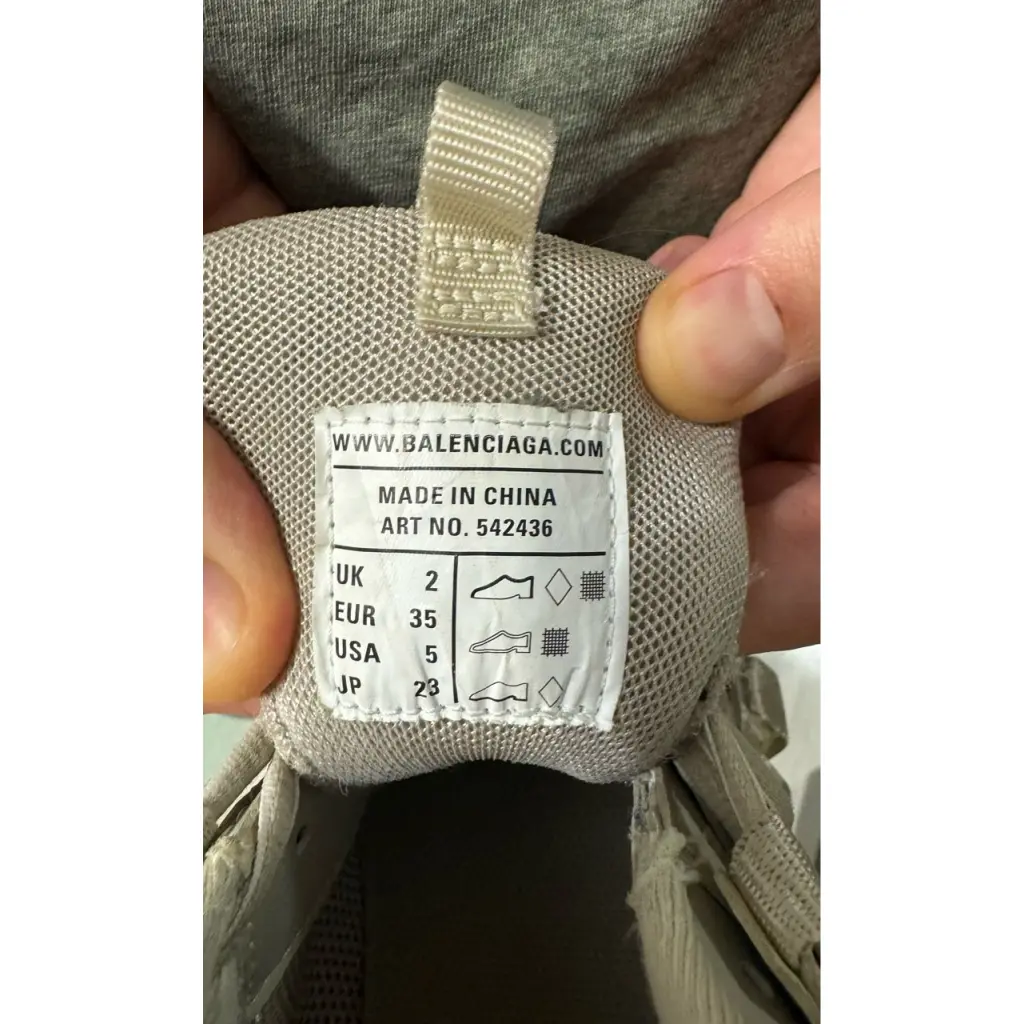 WWW.BALENCIAGA.COM
MADE IN CHINA
ART NO. 542436
UK 2
EUR 35
USA 5
JP 23